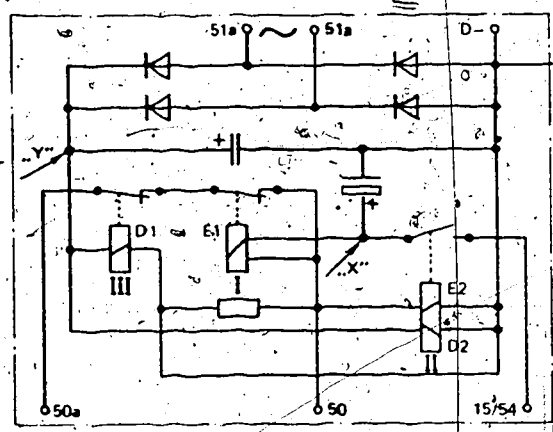 51a ~ 51a D-
"Y"
+
+
D1 E1
"X"
III I
E2
D2
II
50a 50 15/54